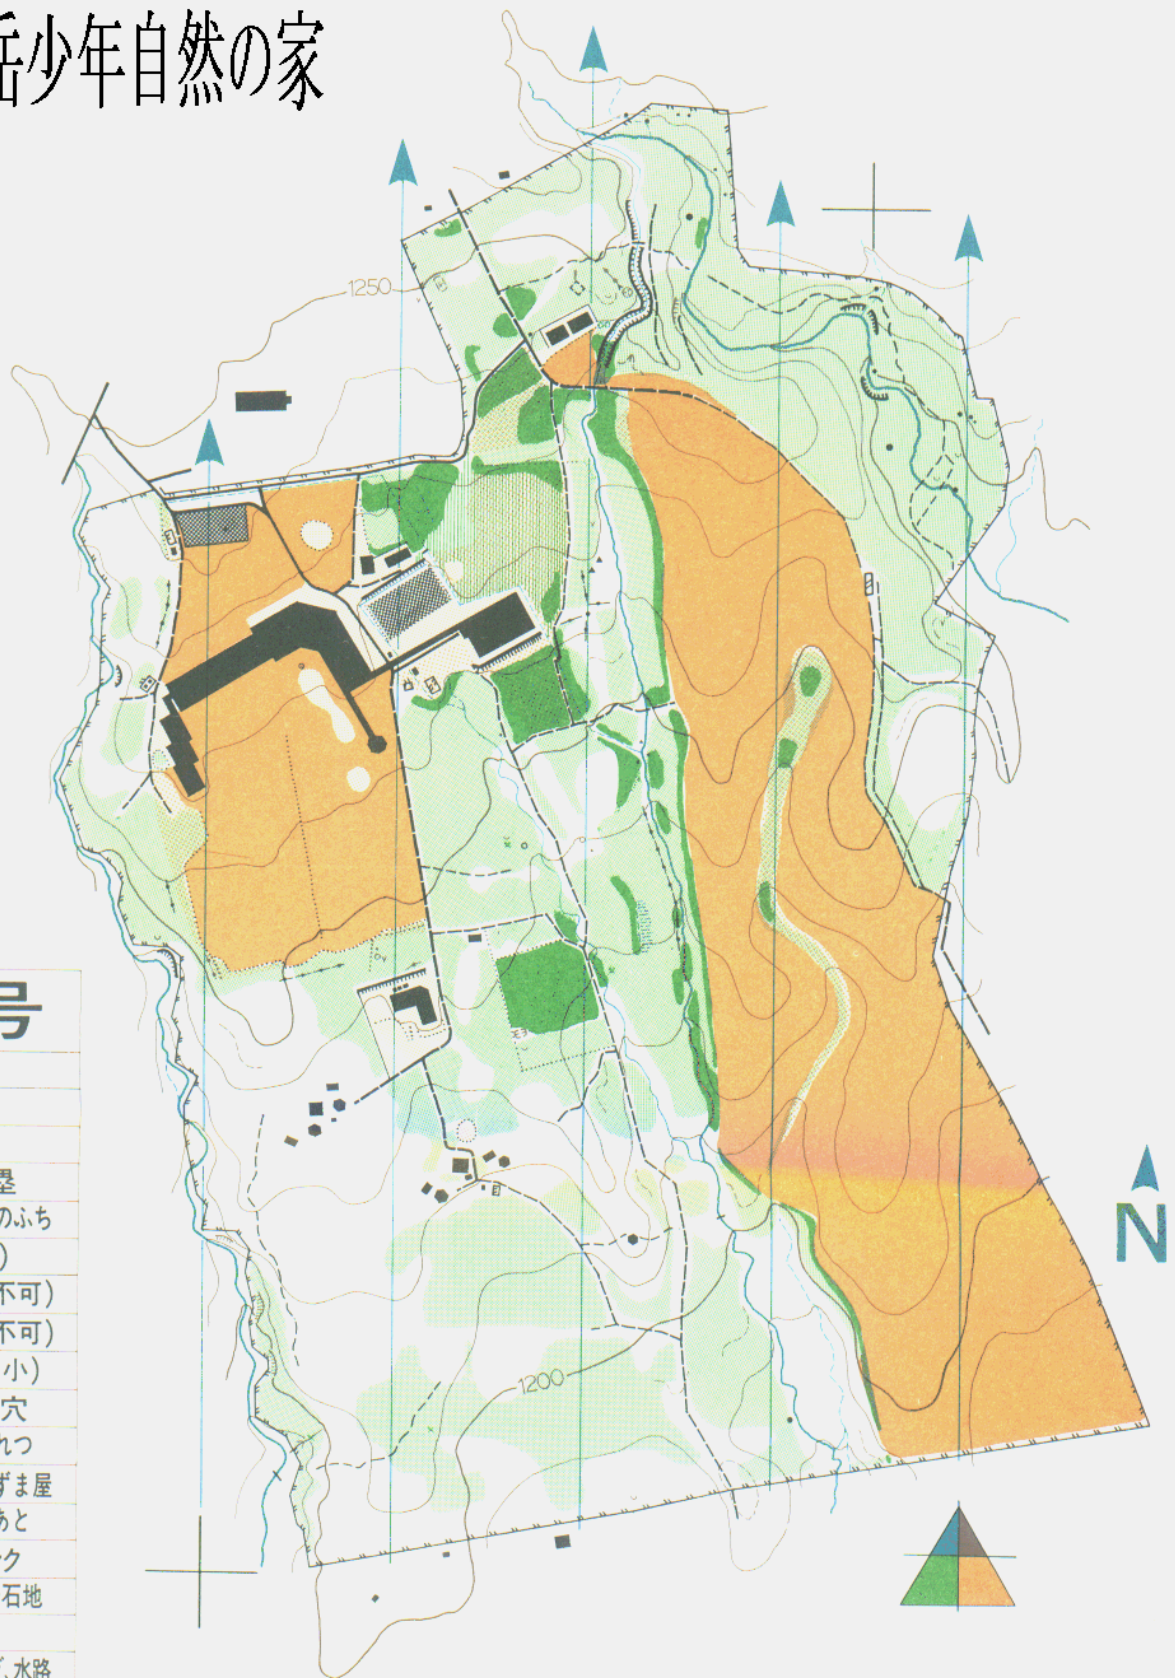 岳少年自然の家
1250
号
塁
のふち
)
不可)
不可)
小)
穴
れつ
ずま屋
あと
ク
石地
、水路
N
1200